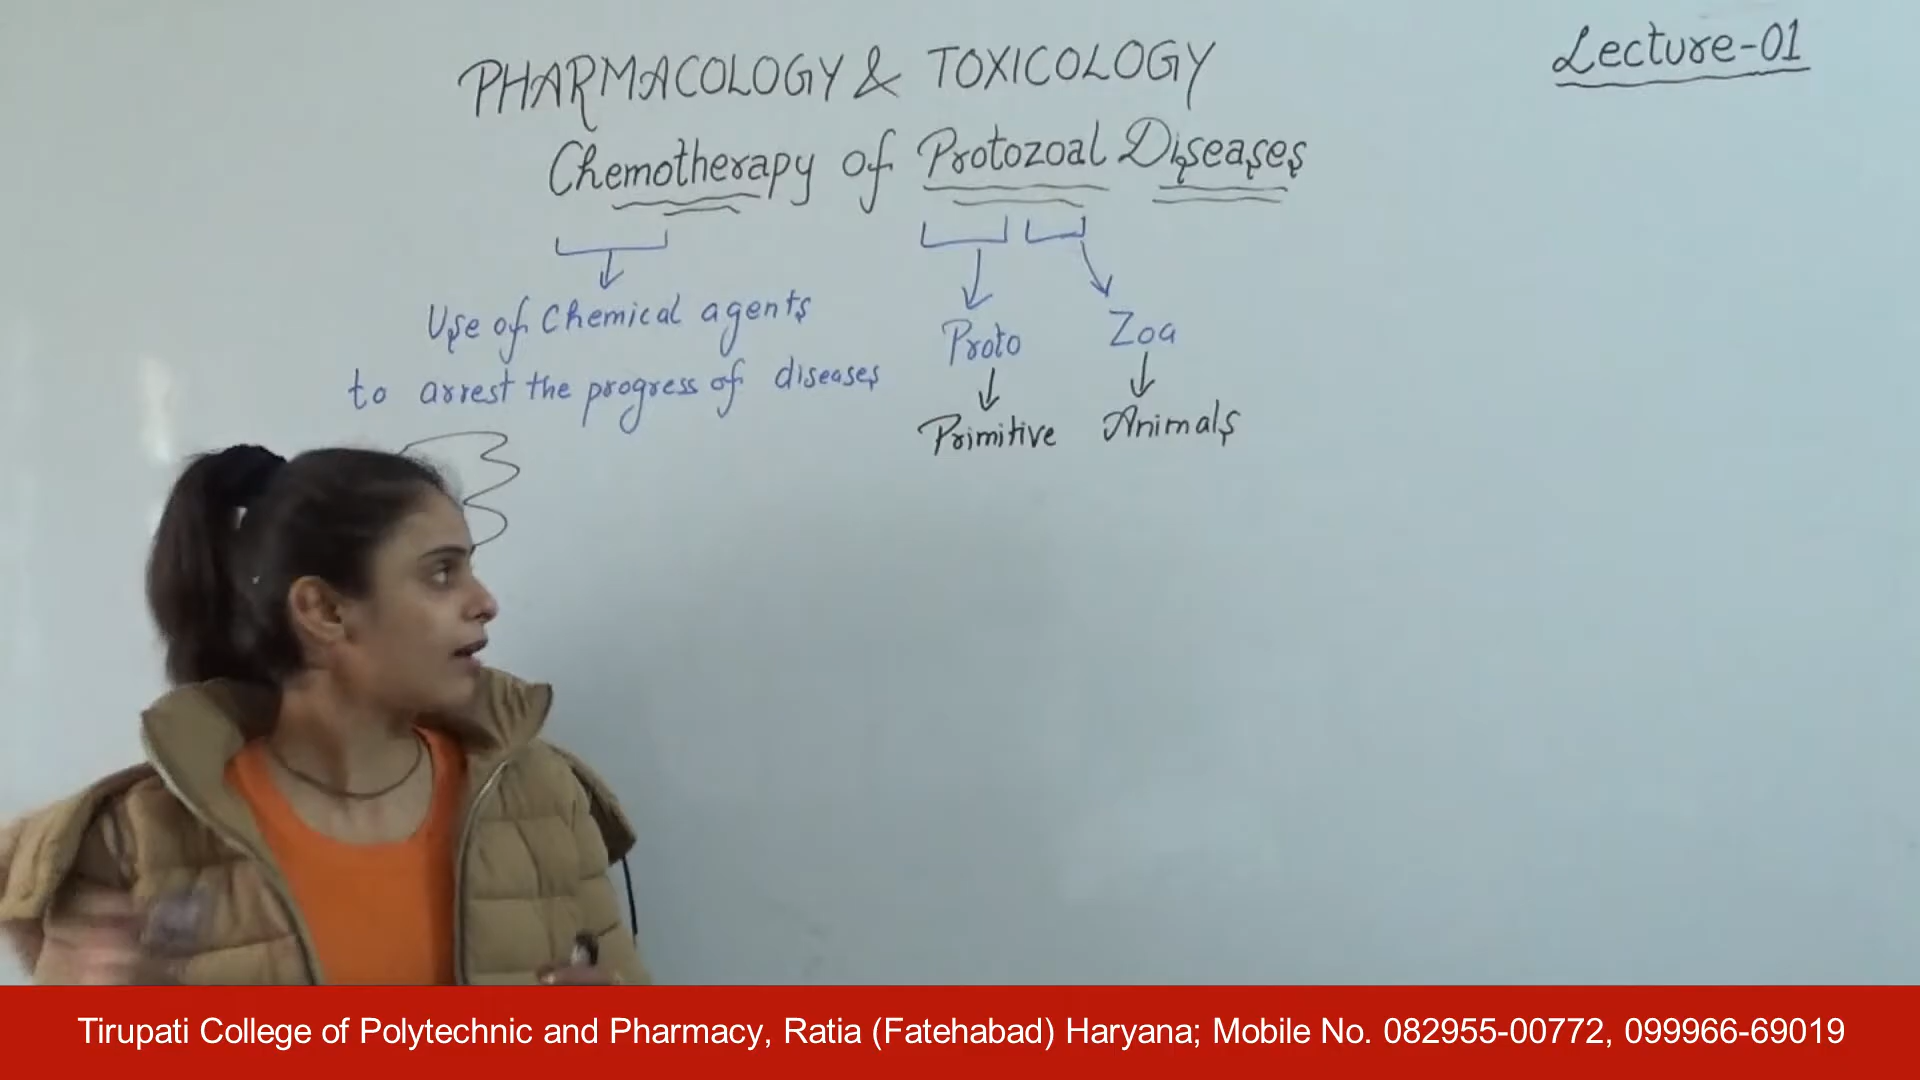 PHARMACOLOGY & TOXICOLOGY
Lecture-01
Chemotherapy of Protozoal Diseases
Use of Chemical agents
to arrest the progress of diseases
Proto Zoa
Primitive Animals
Tirupati College of Polytechnic and Pharmacy, Ratia (Fatehabad) Haryana; Mobile No. 082955-00772, 099966-69019